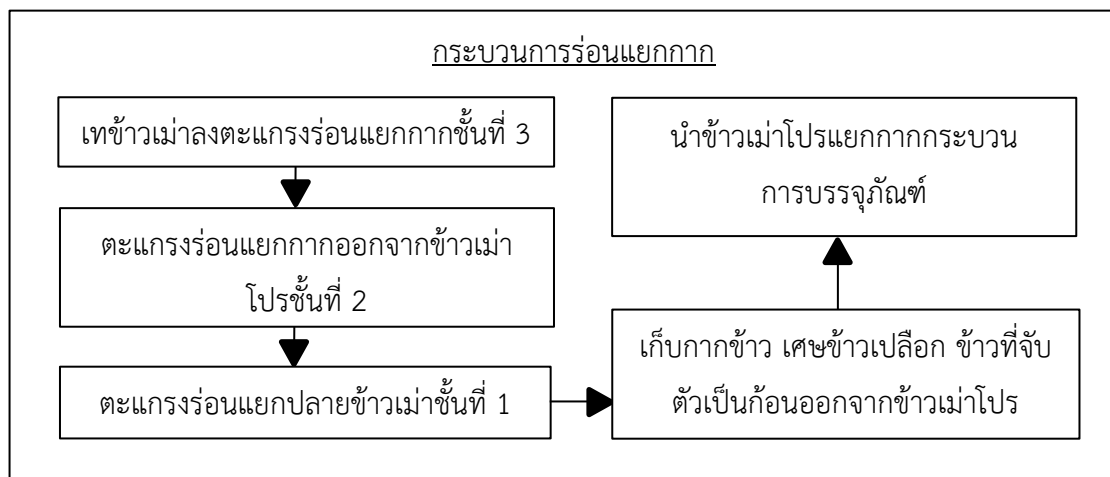 กระบวนการร่อนแยกกาก
เทข้าวเม่าลงตะแกรงร่อนแยกกากชั้นที่ 3
ตะแกรงร่อนแยกกากออกจากข้าวเม่า
โปรชั้นที่ 2
ตะแกรงร่อนแยกปลายข้าวเม่าชั้นที่ 1
เก็บกากข้าว เศษข้าวเปลือก ข้าวที่จับ
ตัวเป็นก้อนออกจากข้าวเม่าโปร
นำข้าวเม่าโปรแยกกากกระบวน
การบรรจุภัณฑ์